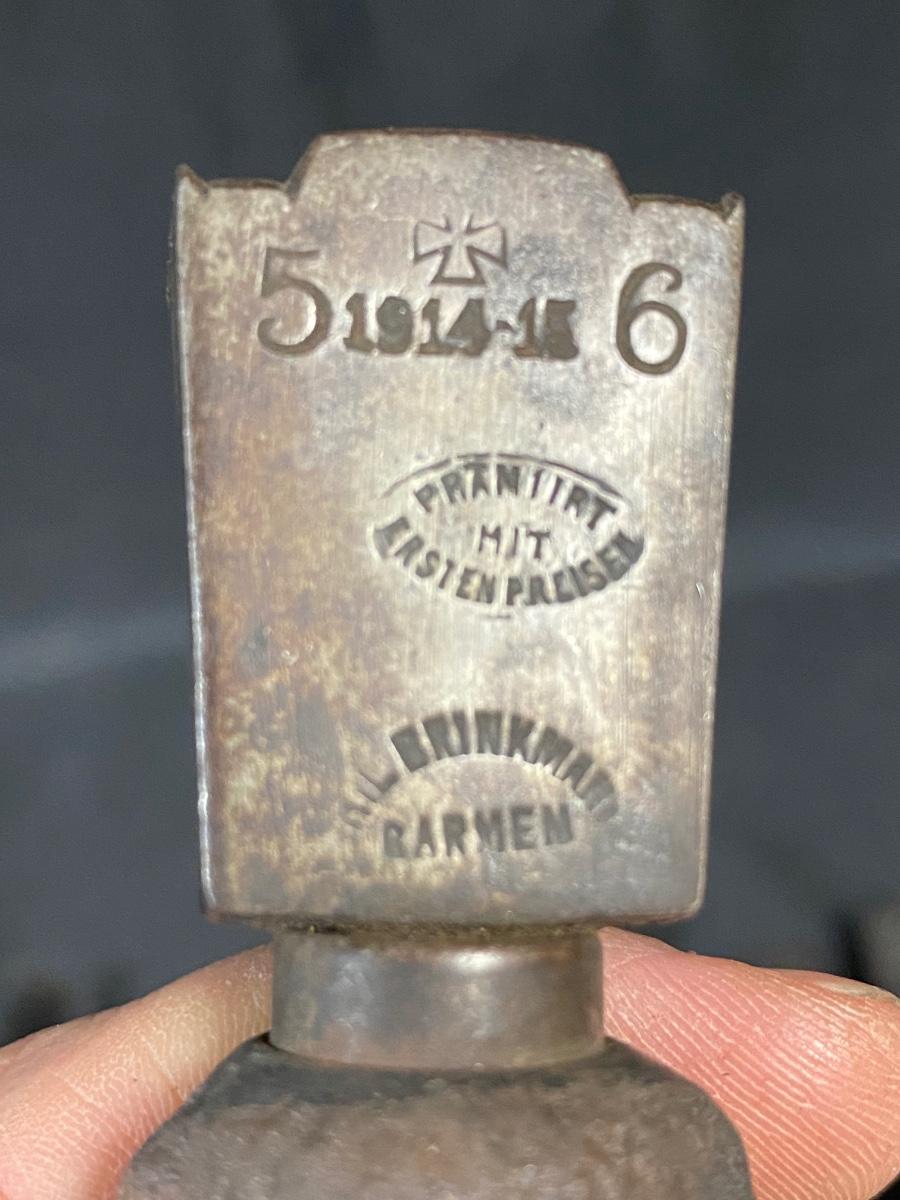 5 1914-15 6
PRÄMIIRT
MIT
ERSTEN PREISEN
BRINKMANN
BARMEN